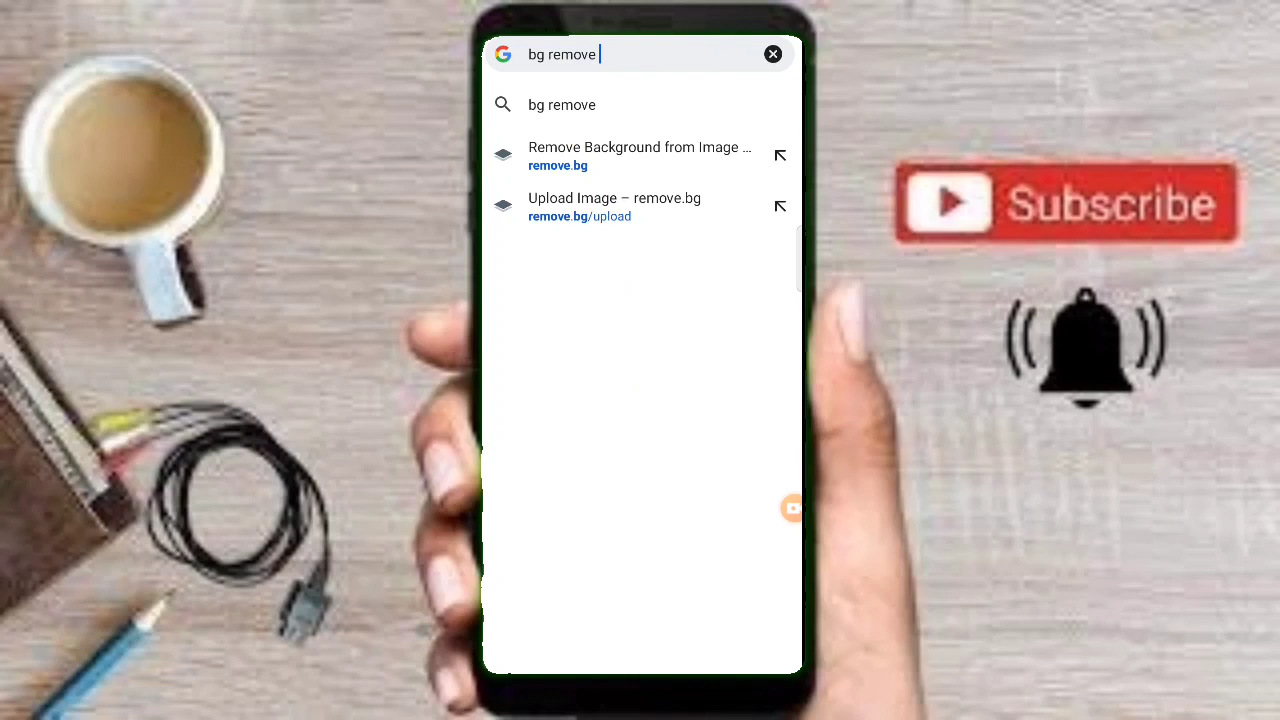 bg remove
bg remove
Remove Background from Image ...
remove.bg
Upload Image – remove.bg
remove.bg/upload
Subscribe